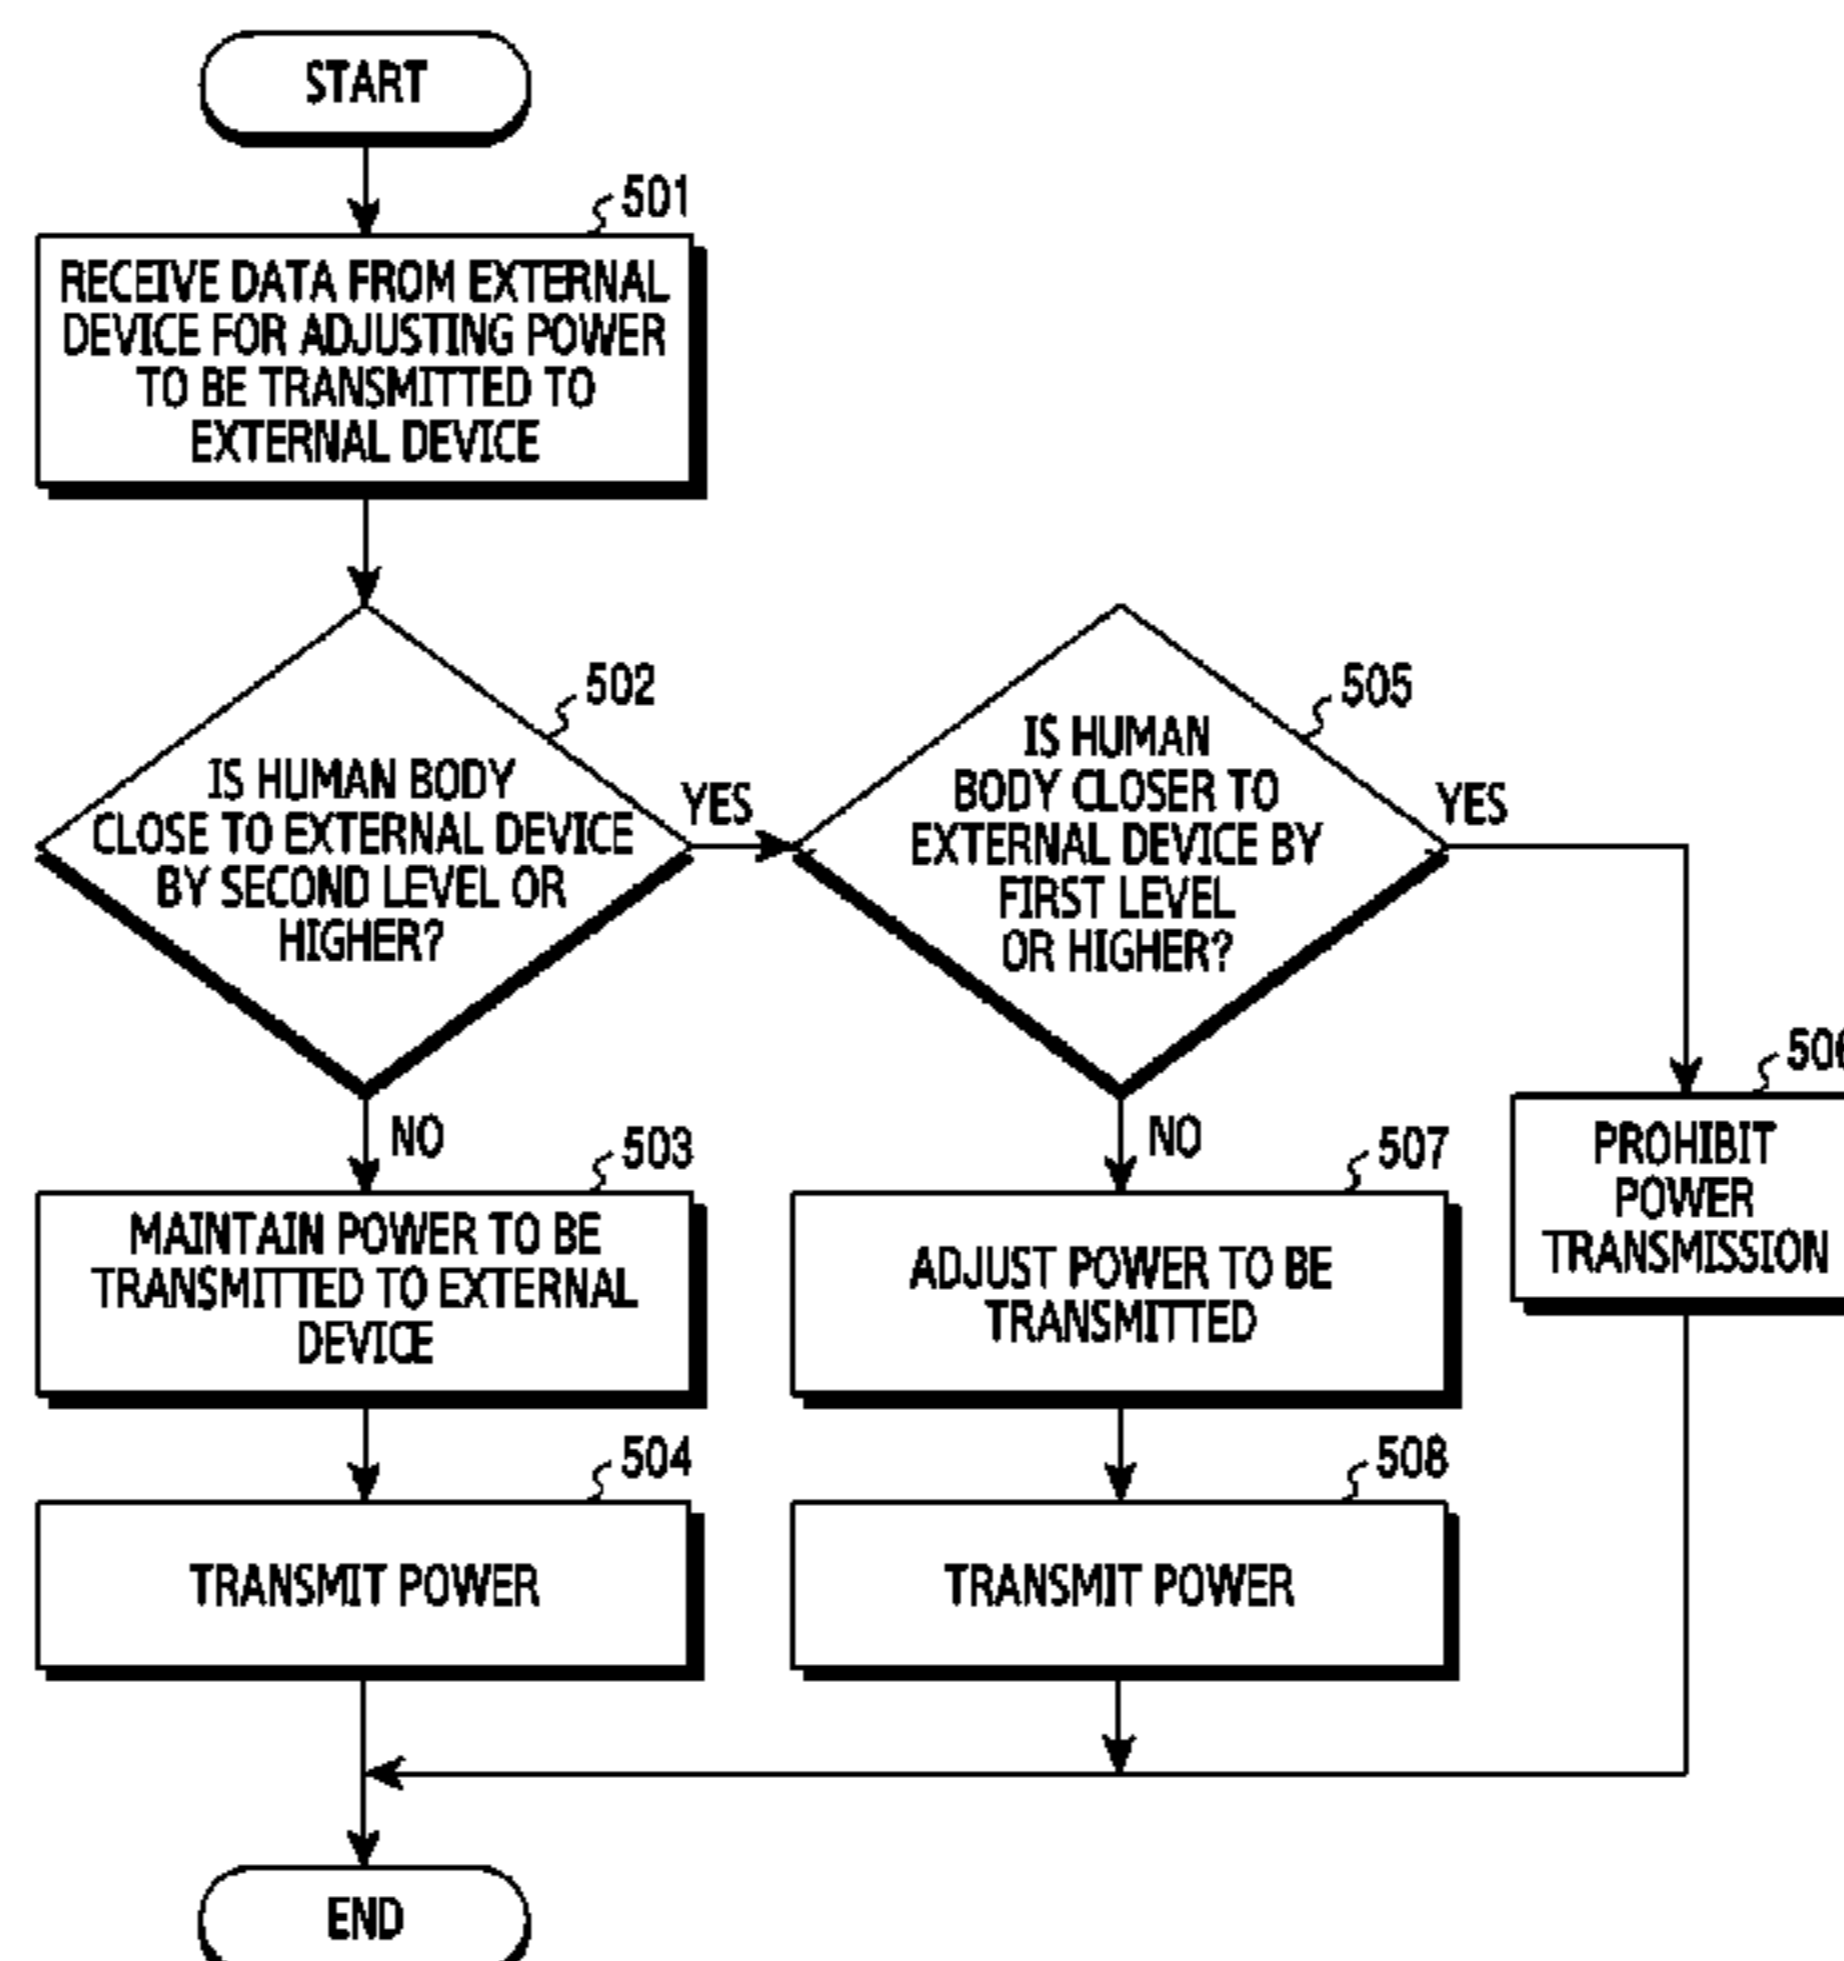 START
501
RECEIVE DATA FROM EXTERNAL
DEVICE FOR ADJUSTING POWER
TO BE TRANSMITTED TO
EXTERNAL DEVICE
502
IS HUMAN BODY
CLOSE TO EXTERNAL DEVICE
BY SECOND LEVEL OR
HIGHER?
YES
NO
505
IS HUMAN
BODY CLOSER TO
EXTERNAL DEVICE BY
FIRST LEVEL
OR HIGHER?
YES
NO
503
MAINTAIN POWER TO BE
TRANSMITTED TO EXTERNAL
DEVICE
507
ADJUST POWER TO BE
TRANSMITTED
506
PROHIBIT
POWER
TRANSMISSION
504
TRANSMIT POWER
508
TRANSMIT POWER
END